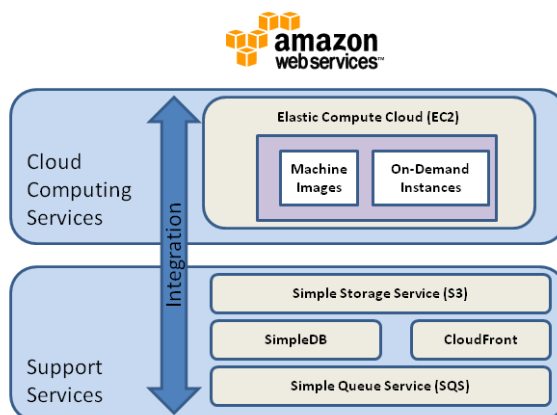 amazon
webservices™
Cloud
Computing
Services
Elastic Compute Cloud (EC2)
Machine
Images
On-Demand
Instances
Integration
Support
Services
Simple Storage Service (S3)
SimpleDB
CloudFront
Simple Queue Service (SQS)